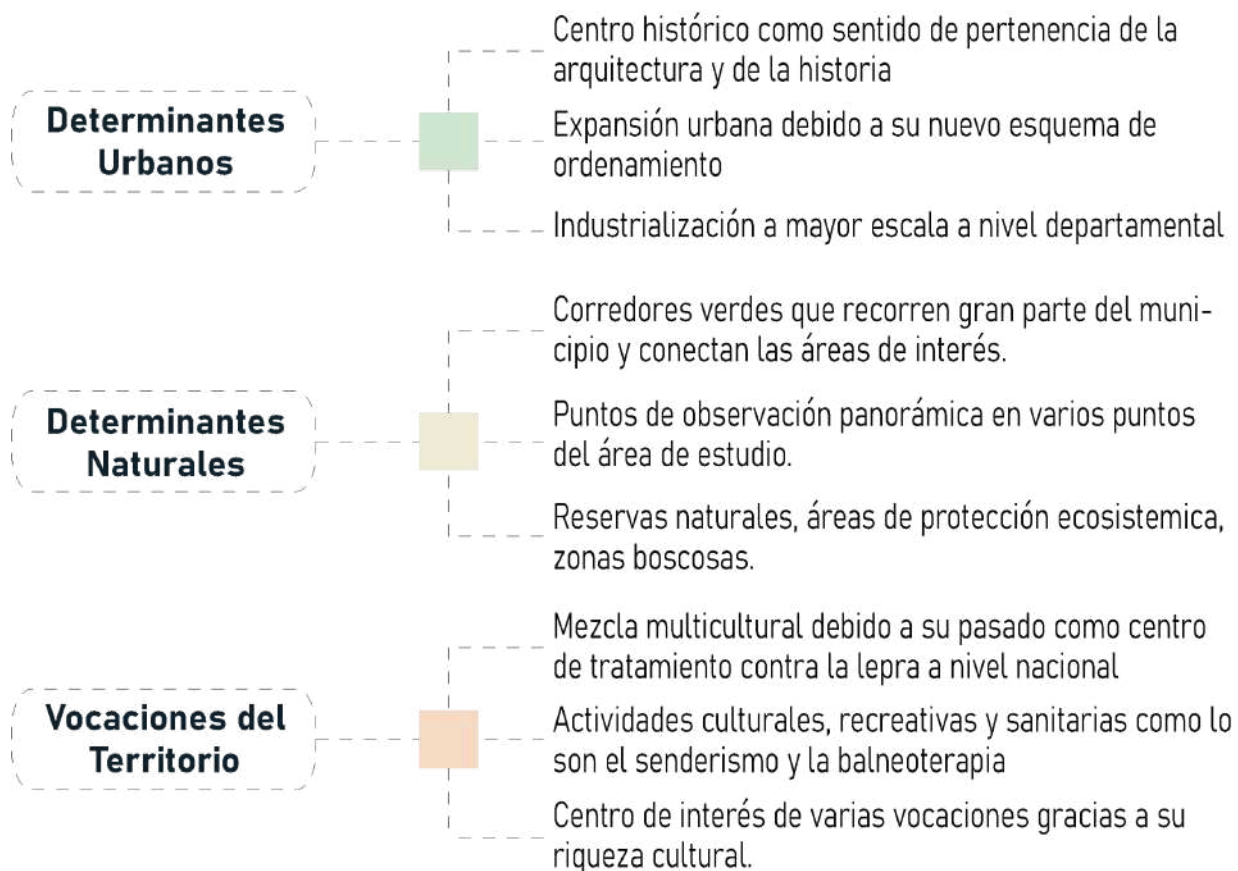 Determinantes
Urbanos
Centro histórico como sentido de pertenencia de la
arquitectura y de la historia
Expansión urbana debido a su nuevo esquema de
ordenamiento
Industrialización a mayor escala a nivel departamental
Determinantes
Naturales
Corredores verdes que recorren gran parte del muni-
cipio y conectan las áreas de interés.
Puntos de observación panorámica en varios puntos
del área de estudio.
Reservas naturales, áreas de protección ecosistemica,
zonas boscosas.
Vocaciones del
Territorio
Mezcla multicultural debido a su pasado como centro
de tratamiento contra la lepra a nivel nacional
Actividades culturales, recreativas y sanitarias como lo
son el senderismo y la balneoterapia
Centro de interés de varias vocaciones gracias a su
riqueza cultural.